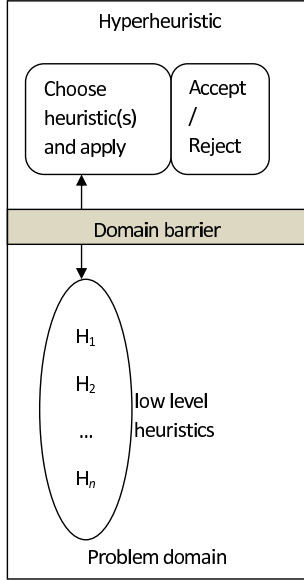 Hyperheuristic
Choose
heuristic(s)
and apply
Accept
/
Reject
Domain barrier
H1
H2
...
Hn
low level
heuristics
Problem domain